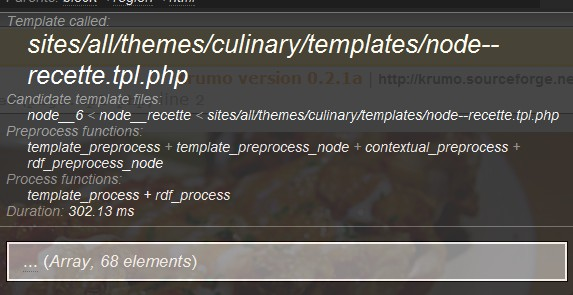 Parents: block < region < html
Template called:
sites/all/themes/culinary/templates/node--
recette.tpl.php
krumo version 0.2.1a | http://krumo.sourceforge.ne
Candidate template files:
node__6 < node__recette < sites/all/themes/culinary/templates/node--recette.tpl.php
Preprocess functions:
template_preprocess + template_preprocess_node + contextual_preprocess +
rdf_preprocess_node
Process functions:
template_process + rdf_process
Duration: 302.13 ms
... (Array, 68 elements)